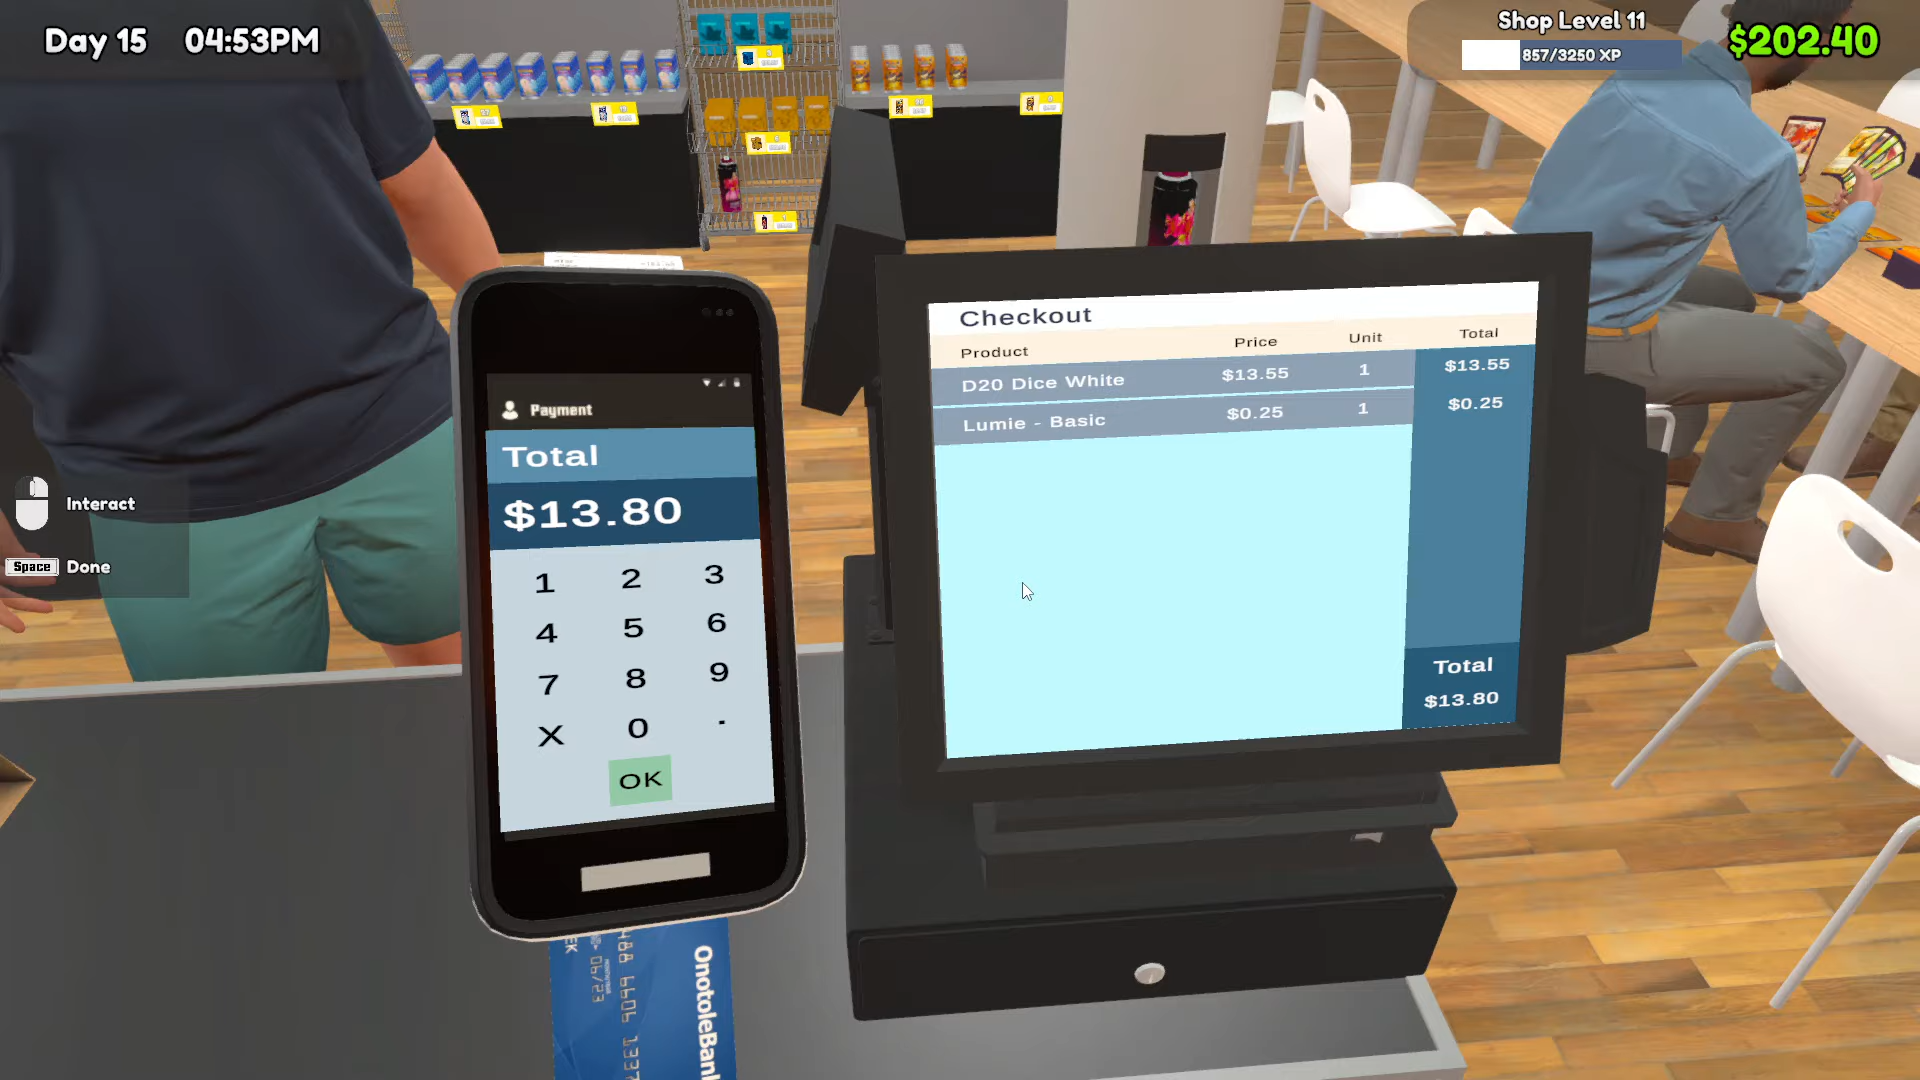 Day 15 04:53PM
Shop Level 11
857/3250 XP
$202.40
Interact
Space Done
Payment
Total
$13.80
1 2 3
4 5 6
7 8 9
X 0 .
OK
Checkout
Product Price Unit Total
D20 Dice White $13.55 1 $13.55
Lumie - Basic $0.25 1 $0.25
Total
$13.80
OnotoleBank
06/23